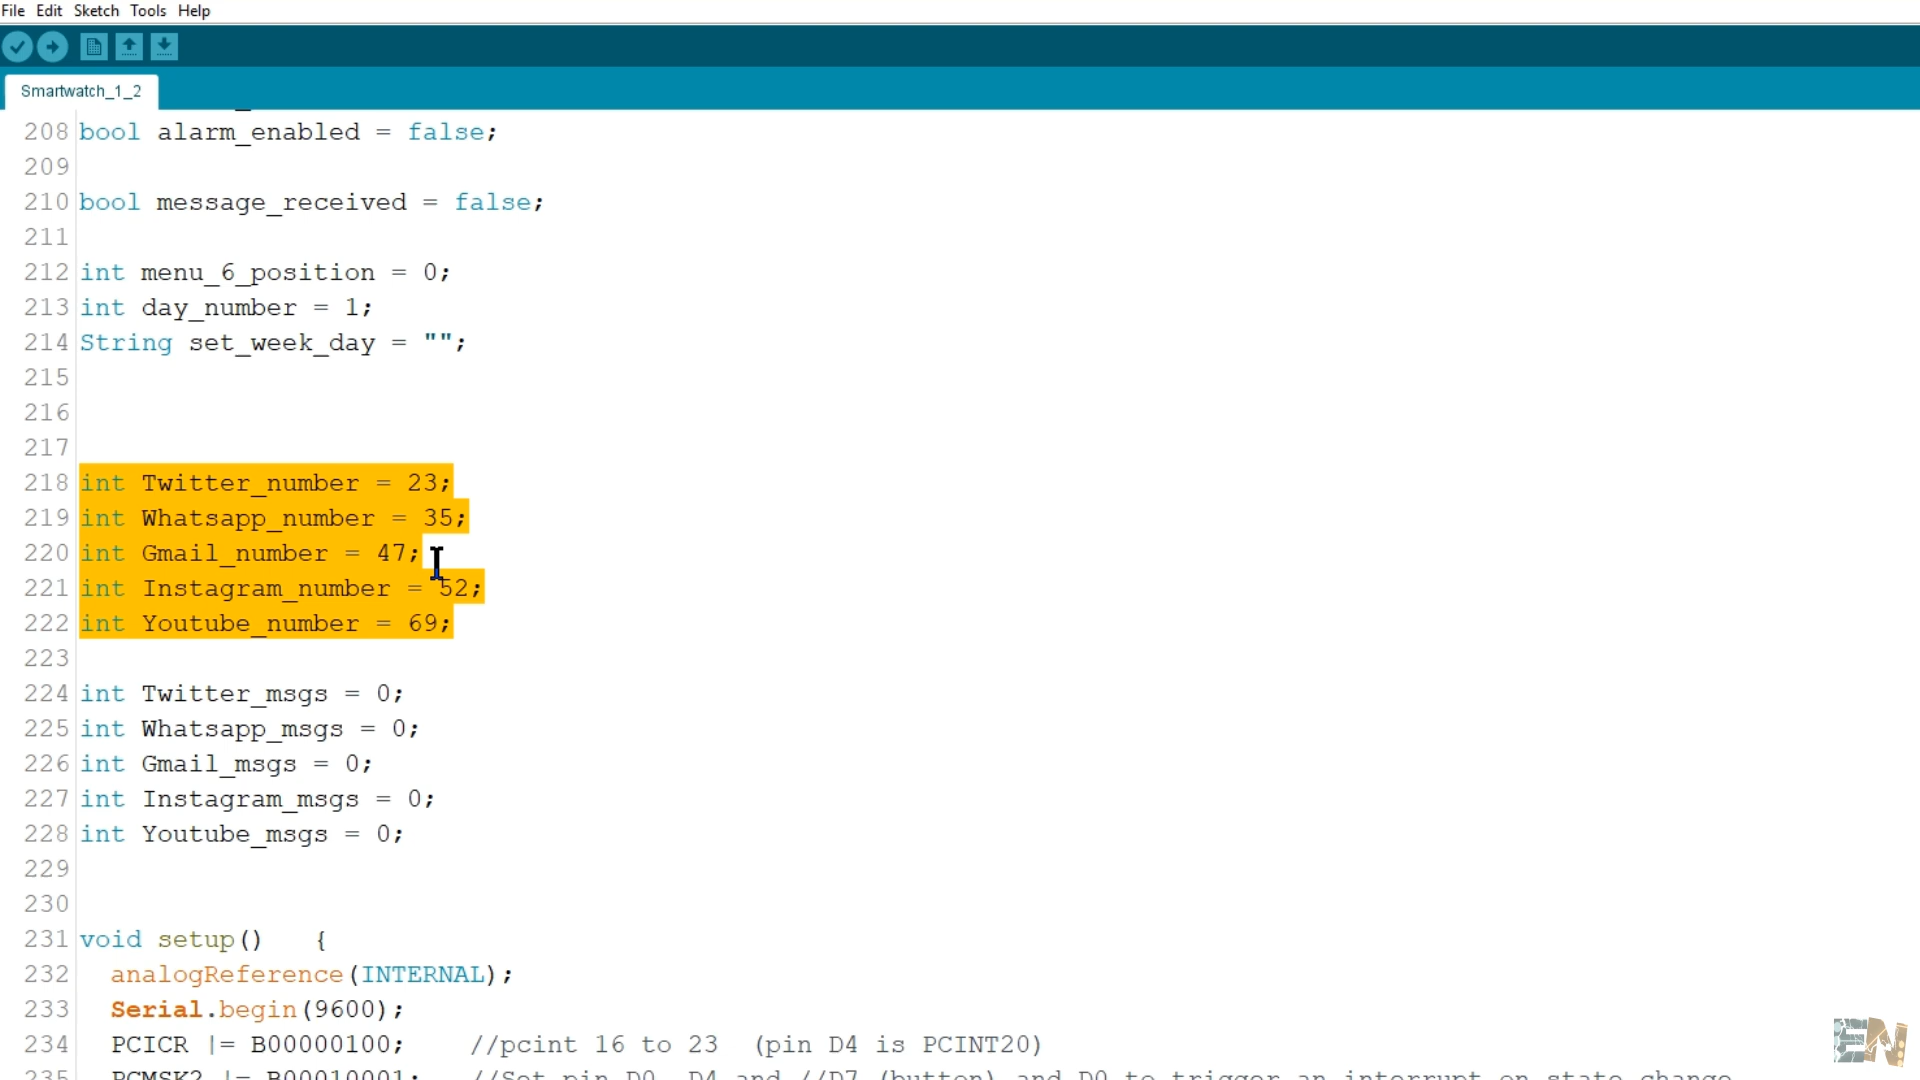 File Edit Sketch Tools Help
Smartwatch_1_2
208 bool alarm_enabled = false;
209
210 bool message_received = false;
211
212 int menu_6_position = 0;
213 int day_number = 1;
214 String set_week_day = "";
215
216
217
218 int Twitter_number = 23;
219 int Whatsapp_number = 35;
220 int Gmail_number = 47;
221 int Instagram_number = 52;
222 int Youtube_number = 69;
223
224 int Twitter_msgs = 0;
225 int Whatsapp_msgs = 0;
226 int Gmail_msgs = 0;
227 int Instagram_msgs = 0;
228 int Youtube_msgs = 0;
229
230
231 void setup() {
232 analogReference(INTERNAL);
233 Serial.begin(9600);
234 PCICR |= B00000100; //pcint 16 to 23 (pin D4 is PCINT20)
235 PCMSK2 |= B00010001; //Set pin D0, D4 and //D7 (button) and D0 to trigger an interrupt on state change
EN